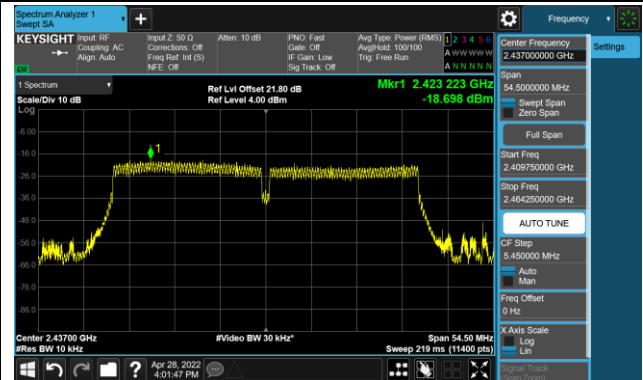 Spectrum Analyzer 1
Swept SA
Frequency
KEYSIGHT
Input: RF
Coupling: AC
Align: Auto
Input Z: 50 Ω
Corrections: Off
Freq Ref: Int (S)
NFE: Off
Atten: 10 dB
PNO: Fast
Gate: Off
IF Gain: Low
Sig Track: Off
Avg Type: Power (RMS)
Avg|Hold: 100/100
Trig: Free Run
1 2 3 4 5 6
A W W W W W
A N N N N N
1 Spectrum
Scale/Div 10 dB
Ref Lvl Offset 21.80 dB
Ref Level 4.00 dBm
Mkr1 2.423 223 GHz
-18.698 dBm
Log
-6.00
-16.0
-26.0
-36.0
-46.0
-56.0
-66.0
-76.0
-86.0
1
Center 2.43700 GHz
#Res BW 10 kHz
#Video BW 30 kHz*
Span 54.50 MHz
Sweep 219 ms (11400 pts)
Apr 28, 2022
4:01:47 PM
Center Frequency
2.437000000 GHz
Span
54.5000000 MHz
Swept Span
Zero Span
Full Span
Start Freq
2.409750000 GHz
Stop Freq
2.464250000 GHz
AUTO TUNE
CF Step
5.450000 MHz
Auto
Man
Freq Offset
0 Hz
X Axis Scale
Log
Lin
Signal Track
(Span Zoom)
Settings